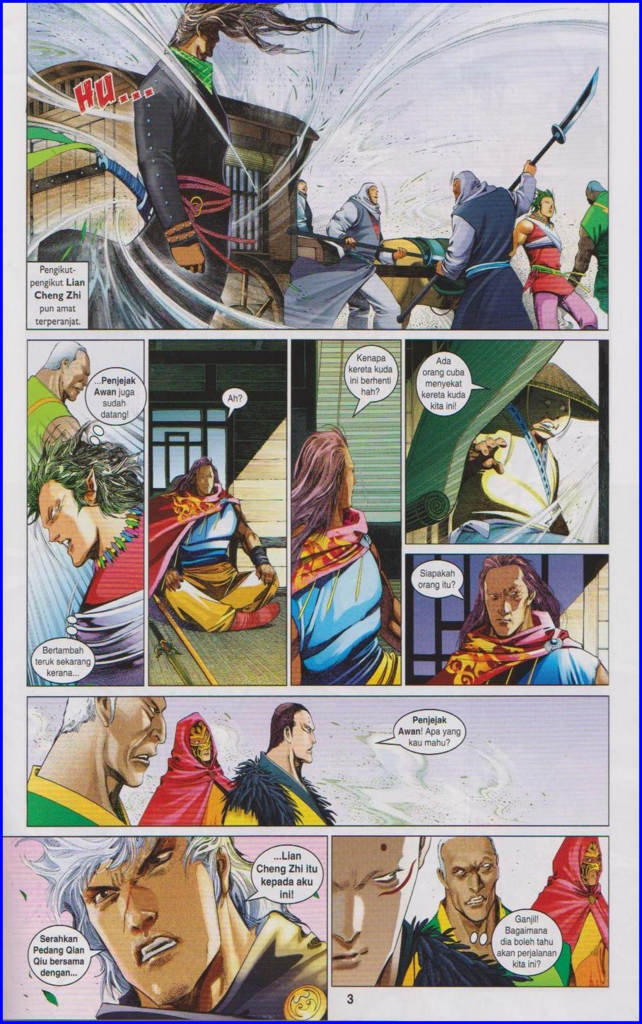 HU...
Pengikut-
pengikut Lian
Cheng Zhi
pun amat
terperanjat.
...Penjejak
Awan juga
sudah
datang!
Bertambah
teruk sekarang
kerana...
Ah?
Kenapa
kereta kuda
ini berhenti
hah?
Ada
orang cuba
menyekat
kereta kuda
kita ini!
Siapakah
orang itu?
Penjejak
Awan! Apa yang
kau mahu?
Serahkan
Pedang Qian
Qiu bersama
dengan...
...Lian
Cheng Zhi itu
kepada aku
ini!
Ganjil!
Bagaimana
dia boleh tahu
akan perjalanan
kita ini?
3